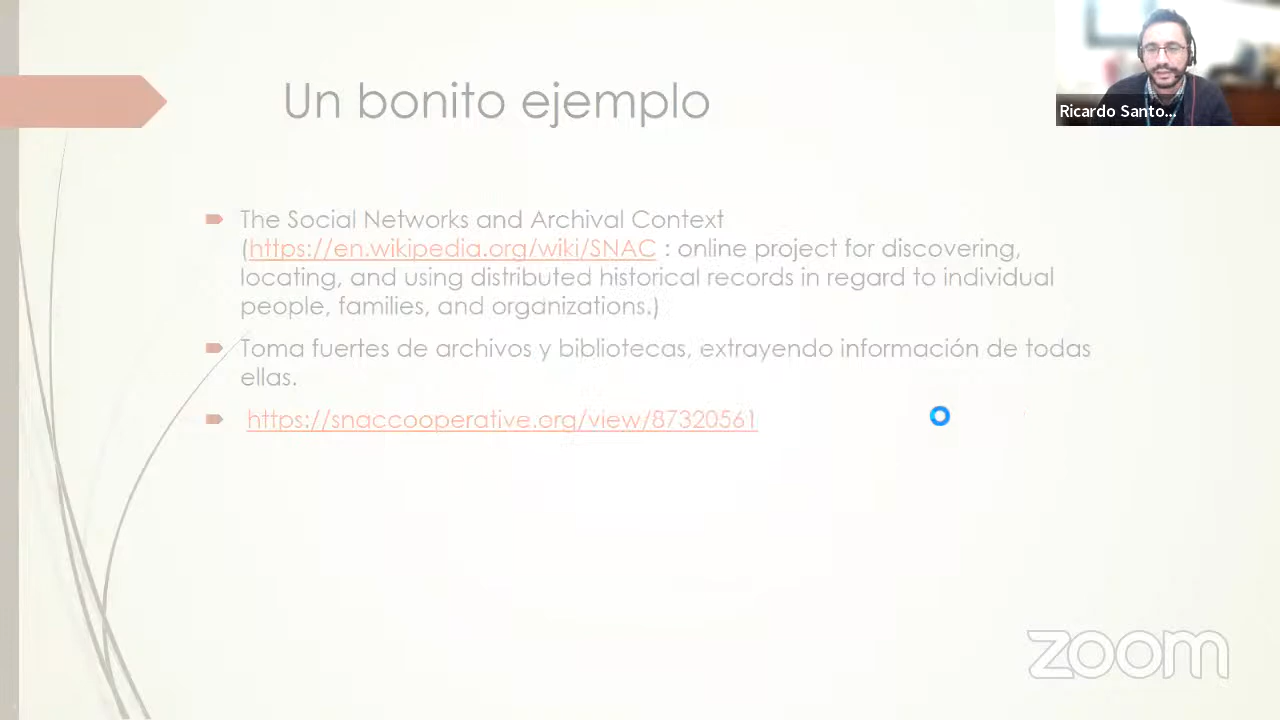 Un bonito ejemplo
Ricardo Santo...
The Social Networks and Archival Context
(https://en.wikipedia.org/wiki/SNAC : online project for discovering,
locating, and using distributed historical records in regard to individual
people, families, and organizations.)
Toma fuertes de archivos y bibliotecas, extrayendo información de todas
ellas.
https://snaccooperative.org/view/87320561
zoom